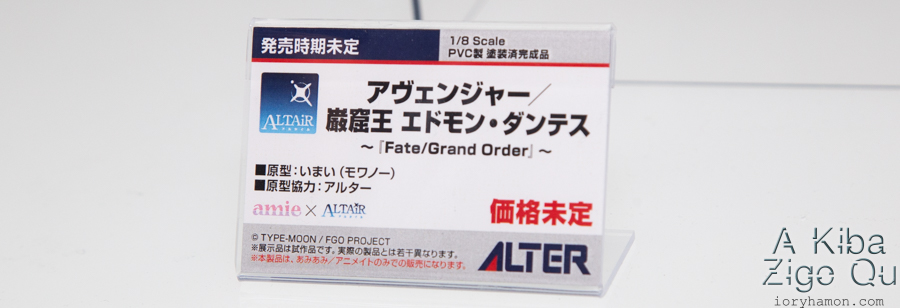 発売時期未定
1/8 Scale
PVC製 塗装済完成品
ALTAiR
アルタイル
アヴェンジャー／
巌窟王 エドモン・ダンテス
～『Fate/Grand Order』～
■原型：いまい（モワノー）
■原型協力：アルター
amie×ALTAiR
価格未定
© TYPE-MOON / FGO PROJECT
※展示品は試作品です。実際の製品とは若干異なります。
※本製品は、あみあみ/アニメイトのみでの販売になります。
ALTER
A Kiba
Zigo Qu
ioryhamon.com